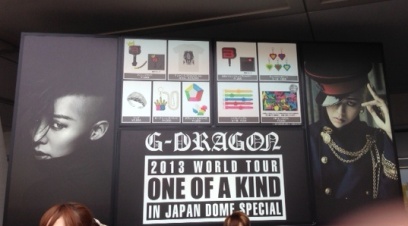 G-DRAGON
2013 WORLD TOUR
ONE OF A KIND
IN JAPAN DOME SPECIAL